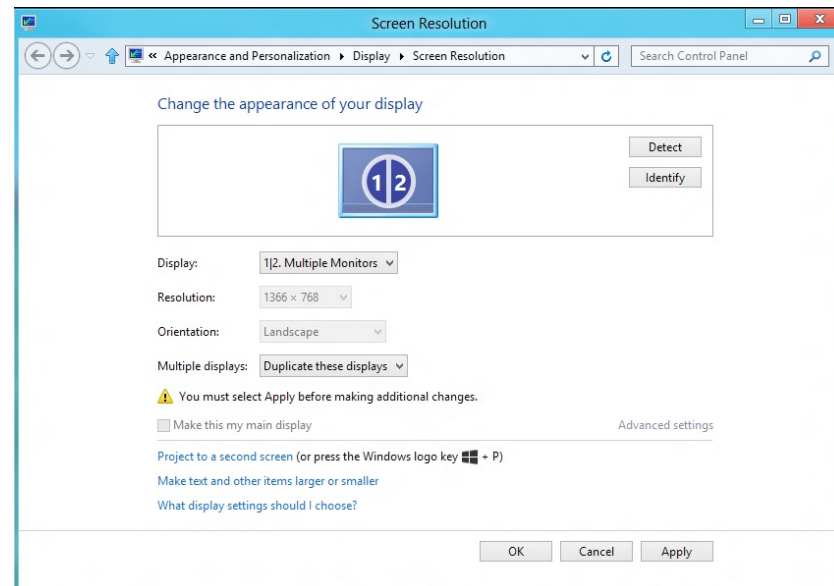 Screen Resolution
« Appearance and Personalization Display Screen Resolution Search Control Panel
Change the appearance of your display
1|2
Detect
Identify
Display: 1|2. Multiple Monitors
Resolution: 1366 × 768
Orientation: Landscape
Multiple displays: Duplicate these displays
You must select Apply before making additional changes.
Make this my main display Advanced settings
Project to a second screen (or press the Windows logo key + P)
Make text and other items larger or smaller
What display settings should I choose?
OK Cancel Apply